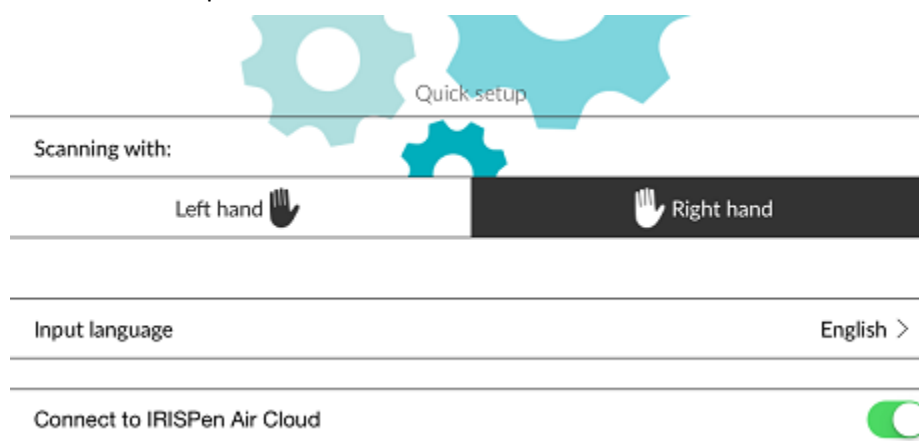 Quick setup
Scanning with:
Left hand Right hand
Input language English >
Connect to IRISPen Air Cloud